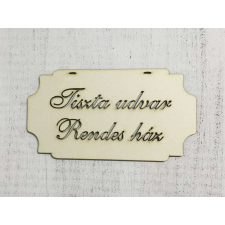 Tiszta udvar
Rendes ház